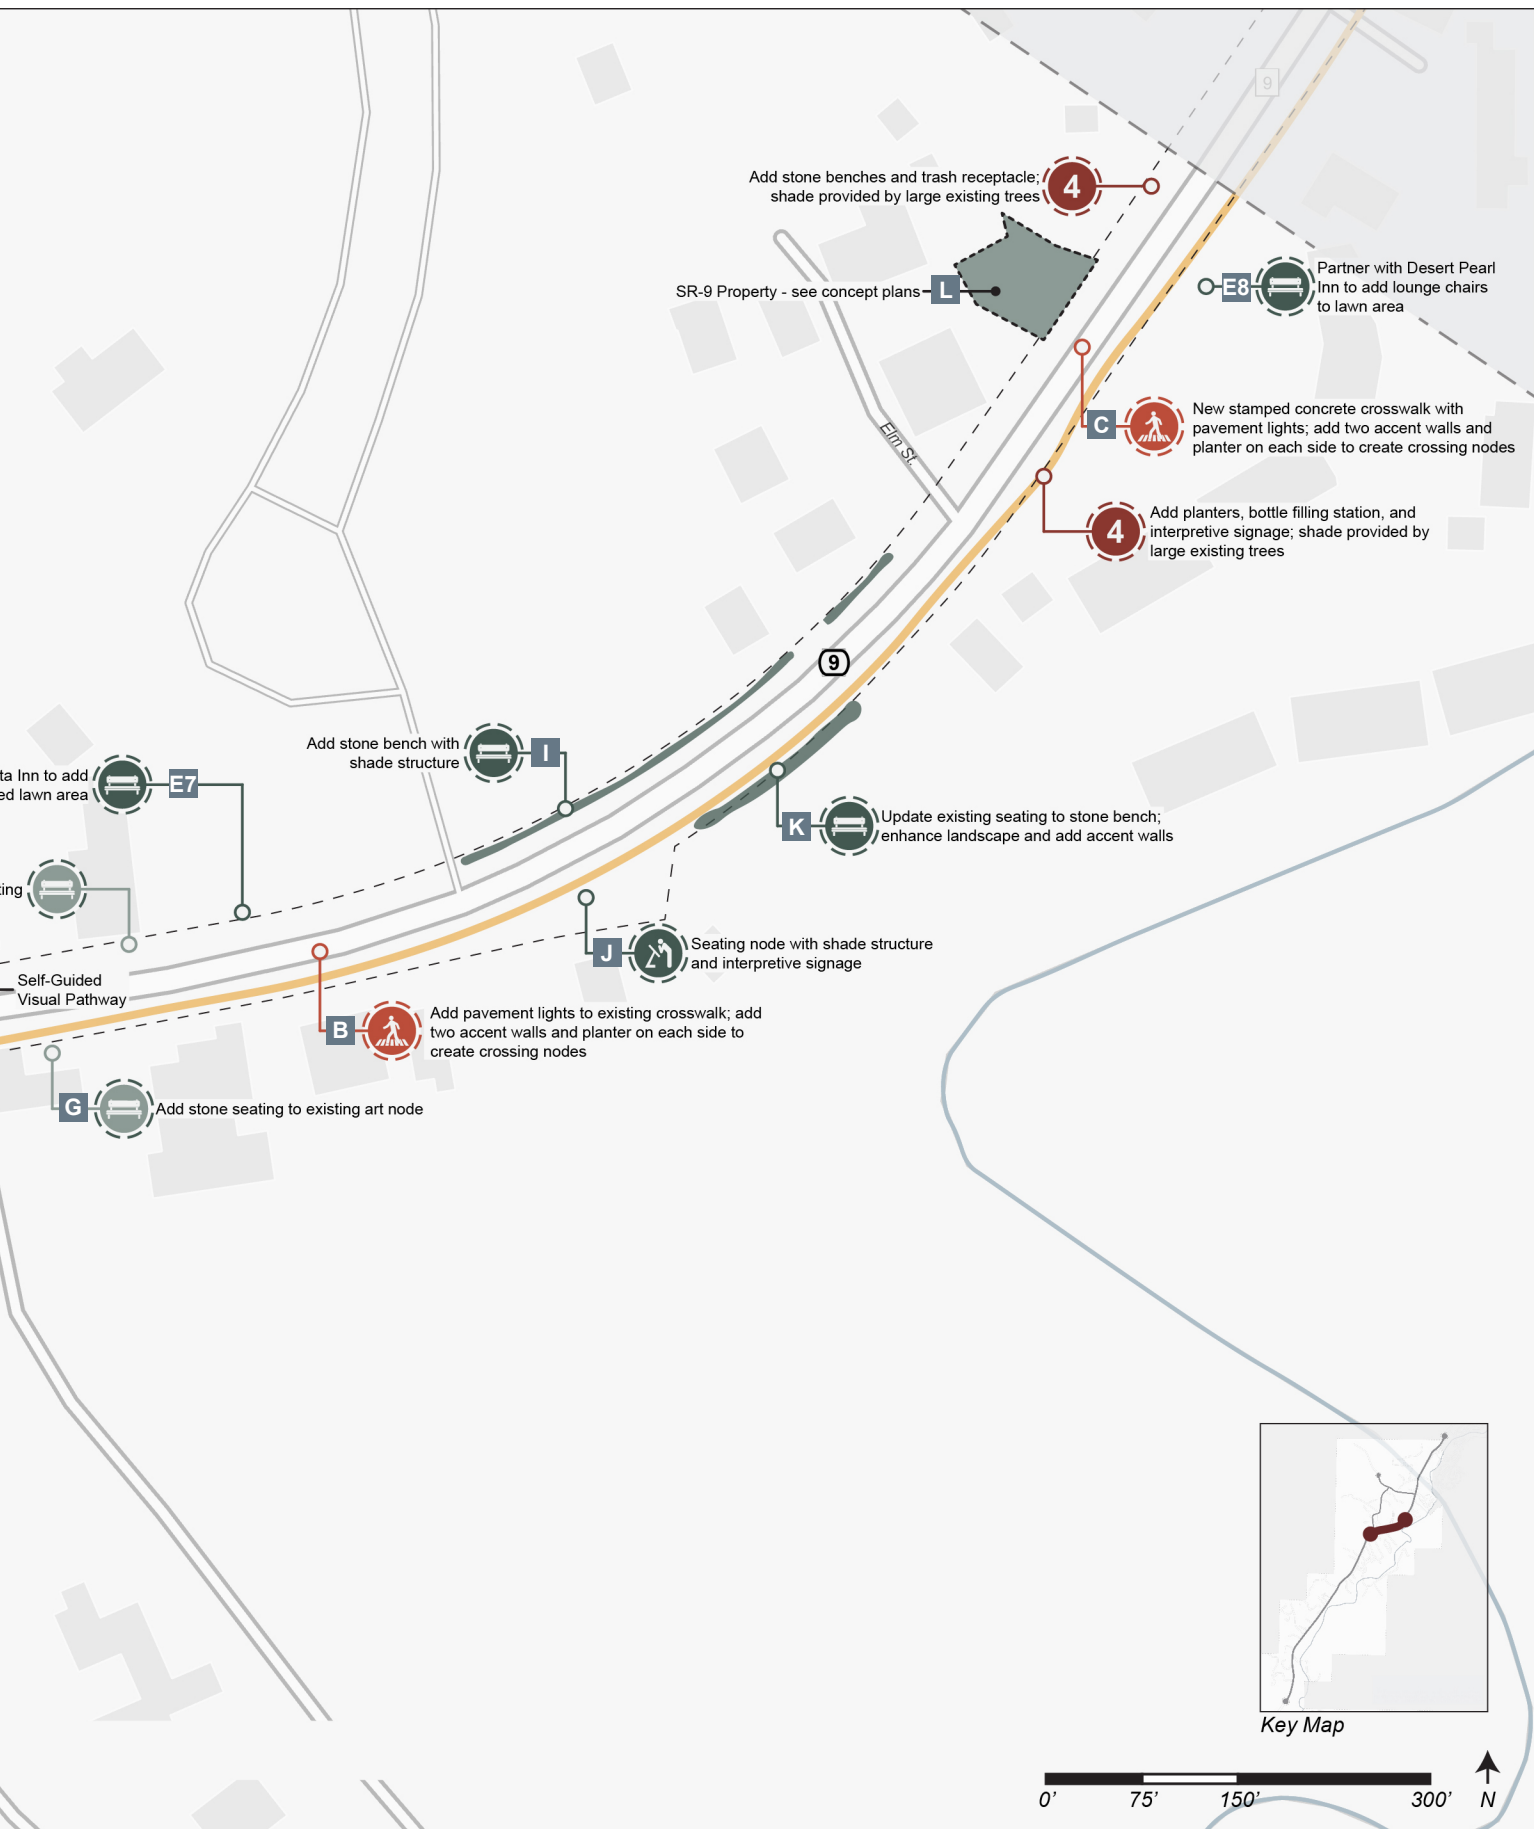 9
Add stone benches and trash receptacle;
shade provided by large existing trees
4
SR-9 Property - see concept plans
L
E8
Partner with Desert Pearl
Inn to add lounge chairs
to lawn area
C
New stamped concrete crosswalk with
pavement lights; add two accent walls and
planter on each side to create crossing nodes
Elm St.
4
Add planters, bottle filling station, and
interpretive signage; shade provided by
large existing trees
9
Add stone bench with
shade structure
I
ta Inn to add
ed lawn area
E7
K
Update existing seating to stone bench;
enhance landscape and add accent walls
ting
J
Seating node with shade structure
and interpretive signage
Self-Guided
Visual Pathway
B
Add pavement lights to existing crosswalk; add
two accent walls and planter on each side to
create crossing nodes
G
Add stone seating to existing art node
Key Map
0’ 75’ 150’ 300’ N